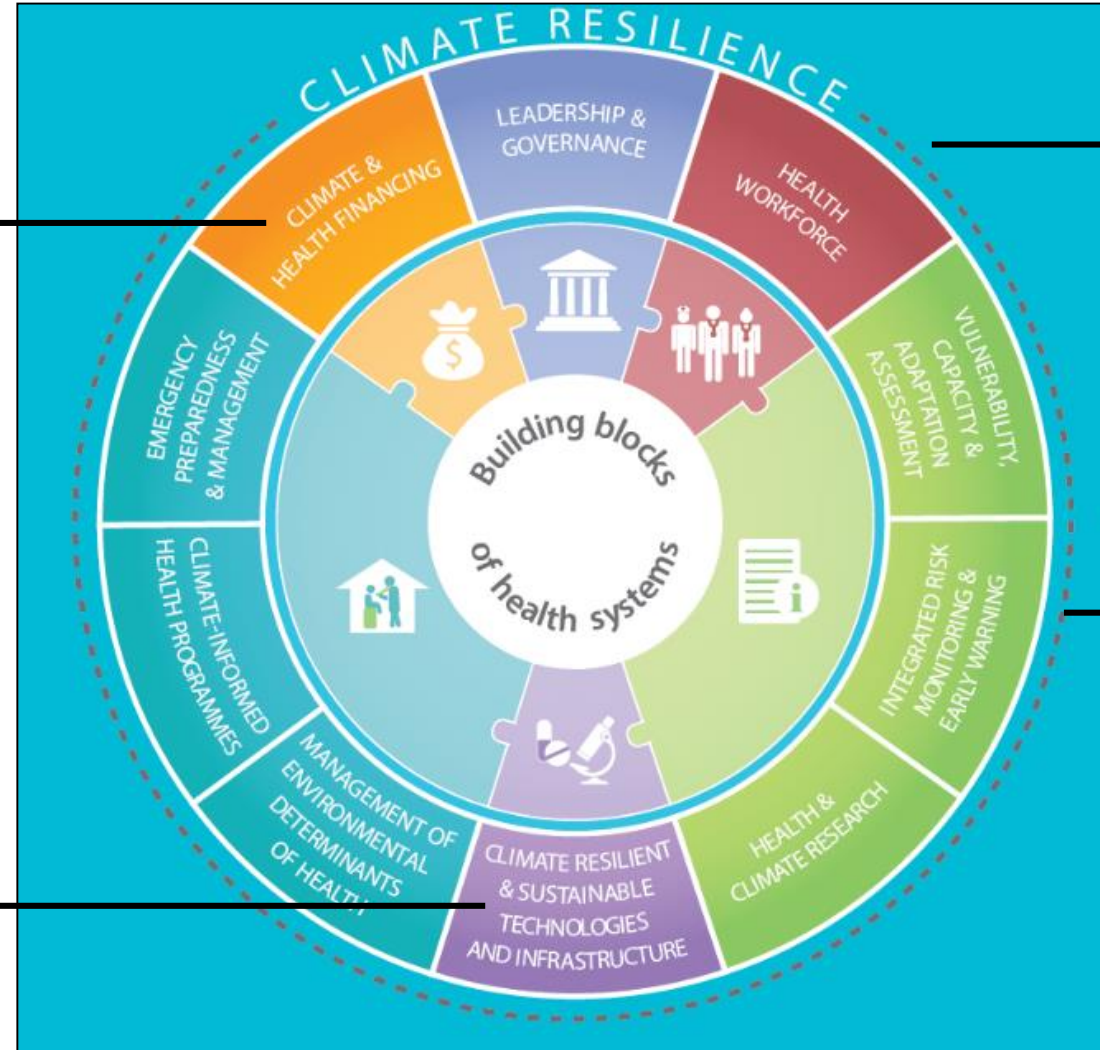 CLIMATE RESILIENCE
LEADERSHIP &
GOVERNANCE
HEALTH
WORKFORCE
VULNERABILITY,
CAPACITY &
ADAPTATION
ASSESSMENT
INTEGRATED RISK
MONITORING &
EARLY WARNING
HEALTH &
CLIMATE RESEARCH
CLIMATE RESILIENT
& SUSTAINABLE
TECHNOLOGIES
AND INFRASTRUCTURE
MANAGEMENT OF
ENVIRONMENTAL
DETERMINANTS
OF HEALTH
CLIMATE-INFORMED
HEALTH PROGRAMMES
EMERGENCY
PREPAREDNESS
& MANAGEMENT
CLIMATE &
HEALTH FINANCING
$
i
Building blocks
of health systems